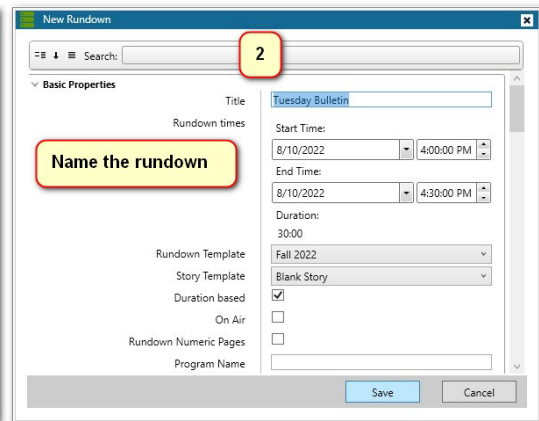 New Rundown
Search:
2
Basic Properties
Title Tuesday Bulletin
Rundown times Start Time:
8/10/2022 4:00:00 PM
Name the rundown
End Time:
8/10/2022 4:30:00 PM
Duration:
30:00
Rundown Template Fall 2022
Story Template Blank Story
Duration based
On Air
Rundown Numeric Pages
Program Name
Save Cancel